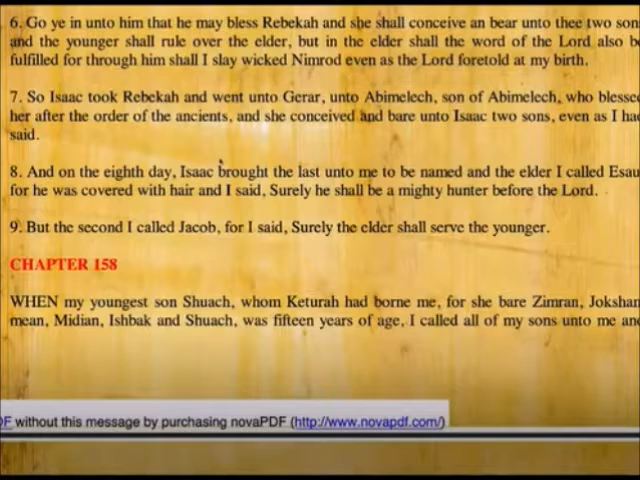 6. Go ye in unto him that he may bless Rebekah and she shall conceive an bear unto thee two sons
and the younger shall rule over the elder, but in the elder shall the word of the Lord also be
fulfilled for through him shall I slay wicked Nimrod even as the Lord foretold at my birth.
7. So Isaac took Rebekah and went unto Gerar, unto Abimelech, son of Abimelech, who blesse
her after the order of the ancients, and she conceived and bare unto Isaac two sons, even as I ha
said.
8. And on the eighth day, Isaac brought the last unto me to be named and the elder I called Esau
for he was covered with hair and I said, Surely he shall be a mighty hunter before the Lord.
9. But the second I called Jacob, for I said, Surely the elder shall serve the younger.
CHAPTER 158
WHEN my youngest son Shuach, whom Keturah had borne me, for she bare Zimran, Jokshan
mean, Midian, Ishbak and Shuach, was fifteen years of age, I called all of my sons unto me an
DF without this message by purchasing novaPDF (http://www.novapdf.com/)